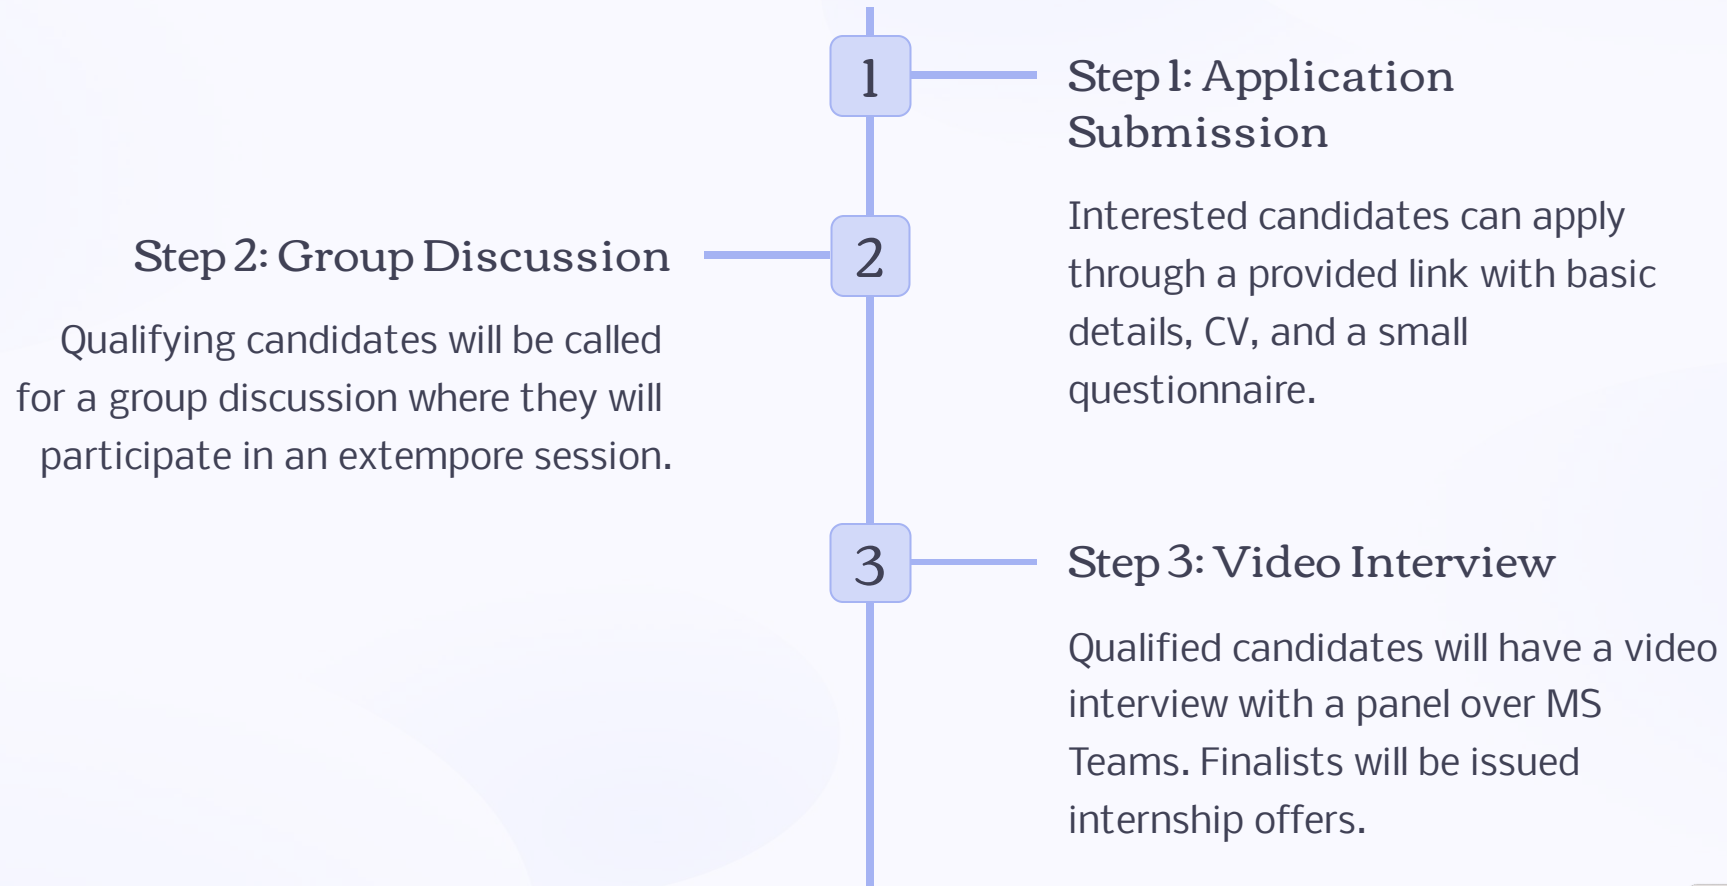 1
Step 1: Application
Submission
Interested candidates can apply
through a provided link with basic
details, CV, and a small
questionnaire.
2
Step 2: Group Discussion
Qualifying candidates will be called
for a group discussion where they will
participate in an extempore session.
3
Step 3: Video Interview
Qualified candidates will have a video
interview with a panel over MS
Teams. Finalists will be issued
internship offers.